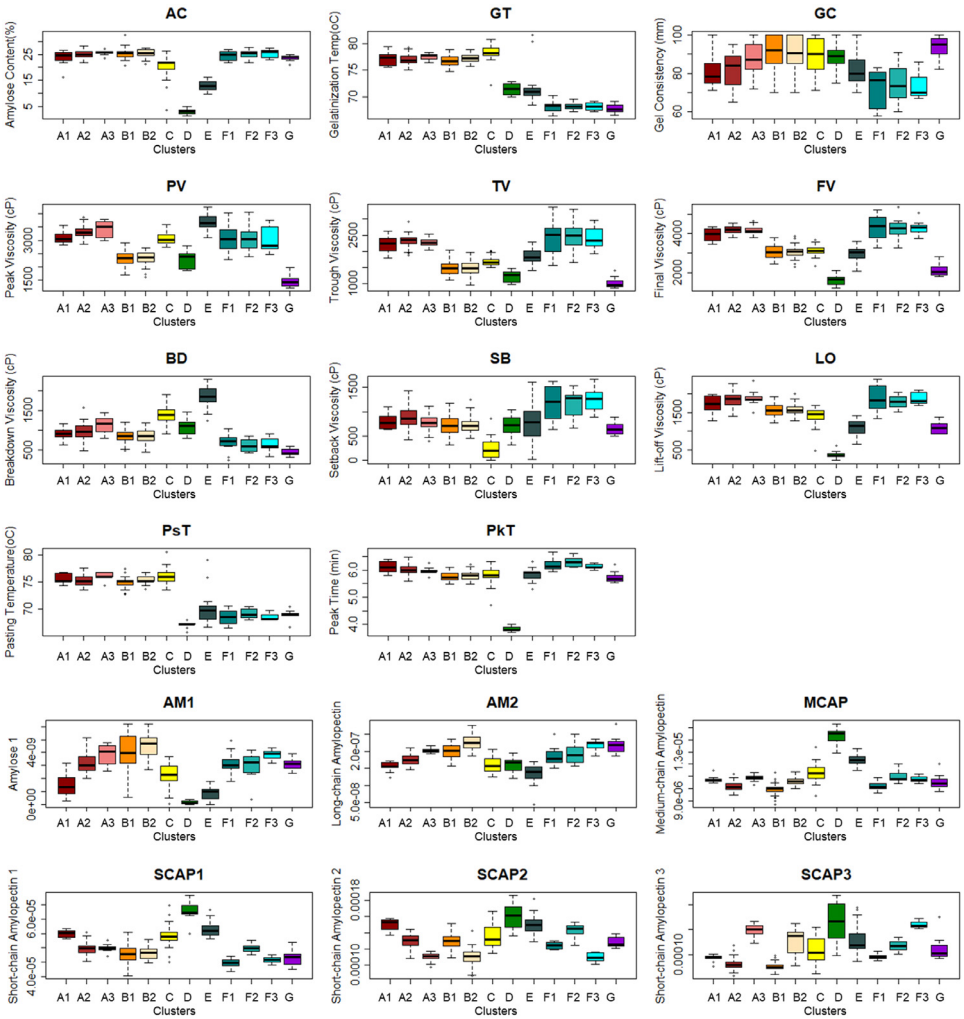 AC GT GC
Amylose Content(%) 5 15 25
Gelatinization Temp(oC) 70 75 80
Gel Consistency (mm) 60 70 80 90 100
A1 A2 A3 B1 B2 C D E F1 F2 F3 G
A1 A2 A3 B1 B2 C D E F1 F2 F3 G
A1 A2 A3 B1 B2 C D E F1 F2 F3 G
Clusters Clusters Clusters
PV TV FV
Peak Viscosity (cP) 1500 3000
Trough Viscosity (cP) 1000 2500
Final Viscosity (cP) 2000 4000
A1 A2 A3 B1 B2 C D E F1 F2 F3 G
A1 A2 A3 B1 B2 C D E F1 F2 F3 G
A1 A2 A3 B1 B2 C D E F1 F2 F3 G
Clusters Clusters Clusters
BD SB LO
Breakdown Viscosity (cP) 500 1500
Setback Viscosity (cP) 0 500 1500
Lift-off Viscosity (cP) 500 1500
A1 A2 A3 B1 B2 C D E F1 F2 F3 G
A1 A2 A3 B1 B2 C D E F1 F2 F3 G
A1 A2 A3 B1 B2 C D E F1 F2 F3 G
Clusters Clusters Clusters
PsT PkT
Pasting Temperature(oC) 70 75 80
Peak Time (min) 4.0 5.0 6.0
A1 A2 A3 B1 B2 C D E F1 F2 F3 G
A1 A2 A3 B1 B2 C D E F1 F2 F3 G
Clusters Clusters
AM1 AM2 MCAP
Amylose 1 0e+00 4e-09
Long-chain Amylopectin 5.0e-08 2.0e-07
Medium-chain Amylopectin 9.0e-06 1.3e-05
A1 A2 A3 B1 B2 C D E F1 F2 F3 G
A1 A2 A3 B1 B2 C D E F1 F2 F3 G
A1 A2 A3 B1 B2 C D E F1 F2 F3 G
Clusters Clusters Clusters
SCAP1 SCAP2 SCAP3
Short-chain Amylopectin 1 4.0e-05 6.0e-05
Short-chain Amylopectin 2 0.00010 0.00018
Short-chain Amylopectin 3 0.00010
A1 A2 A3 B1 B2 C D E F1 F2 F3 G
A1 A2 A3 B1 B2 C D E F1 F2 F3 G
A1 A2 A3 B1 B2 C D E F1 F2 F3 G
Clusters Clusters Clusters